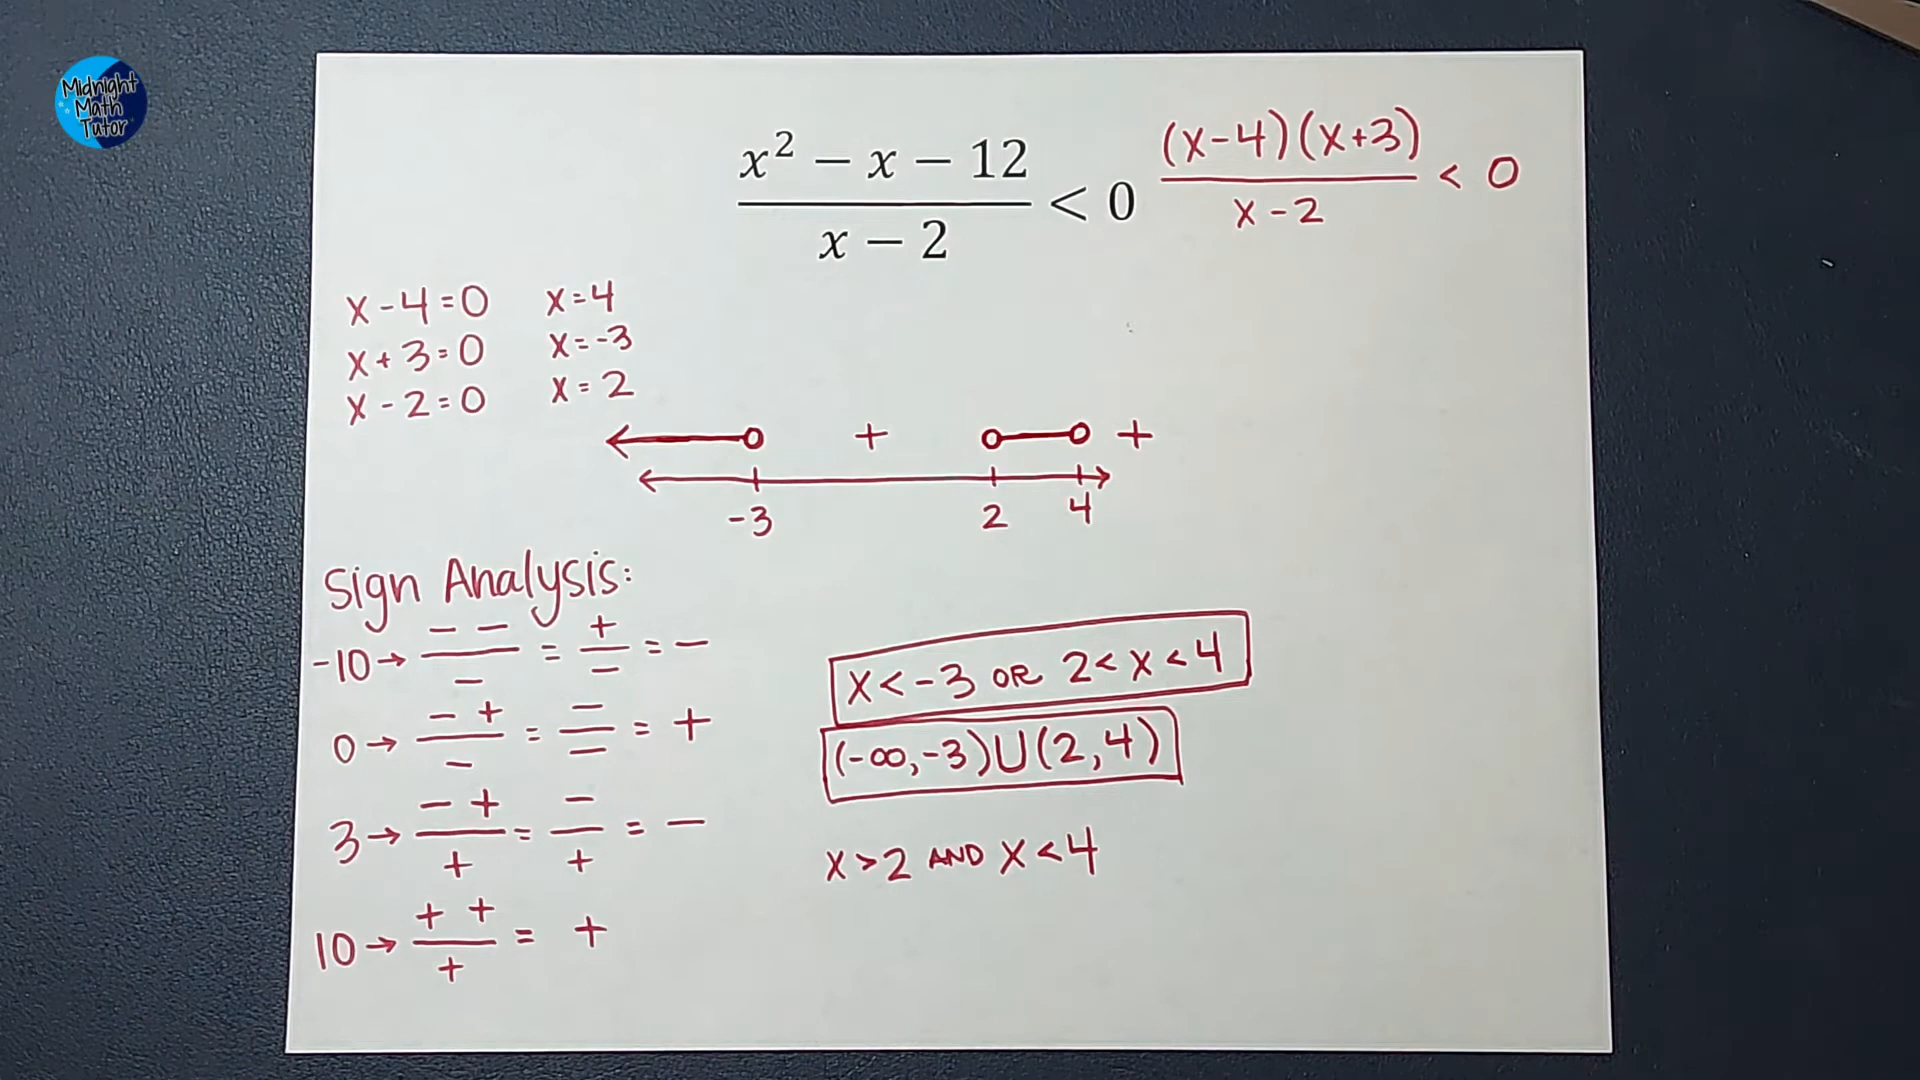 Midnight
Math
Tutor
x² − x − 12
x − 2
< 0
(x-4)(x+3)
x-2
< 0
x-4=0 x=4
x+3=0 x=-3
x-2=0 x=2
+ +
-3 2 4
Sign Analysis:
-10→ − − / − = + / − = −
0→ − + / − = − / − = +
3→ − + / + = − / + = −
10→ + + / + = +
x<-3 OR 2<x<4
(-∞,-3)∪(2,4)
x>2 AND x<4